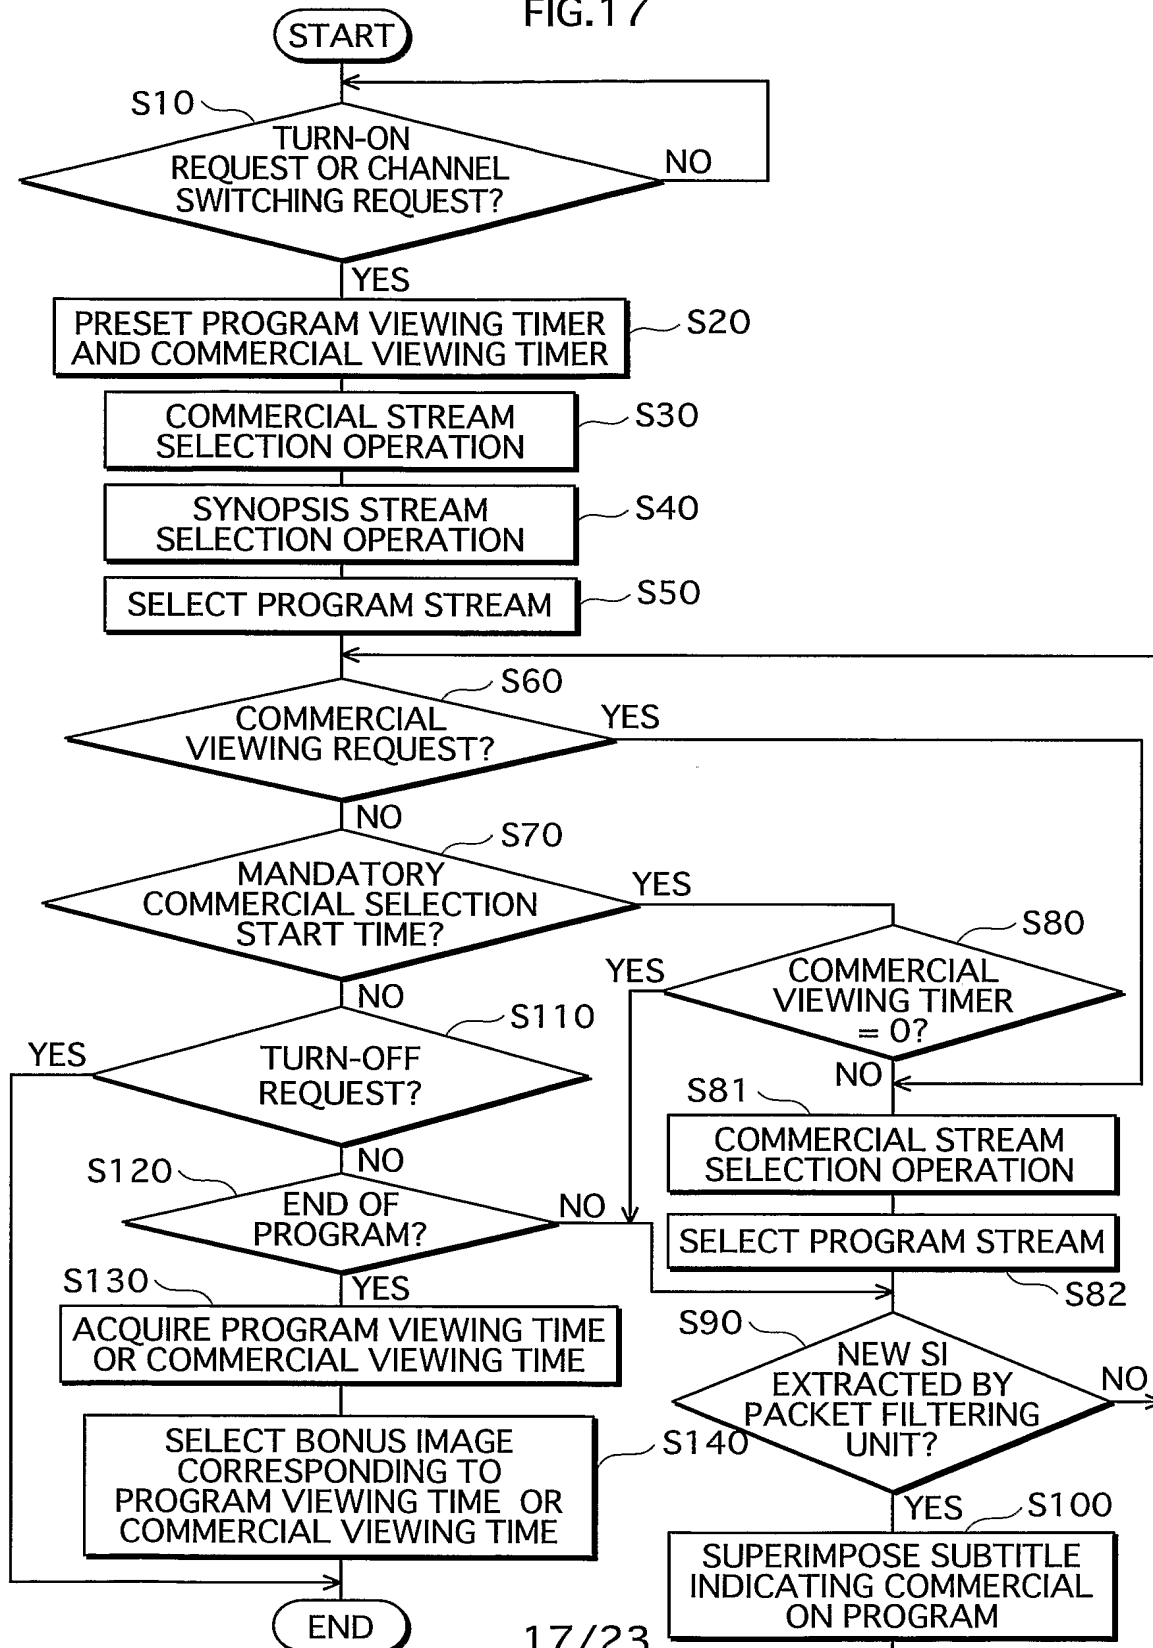 FIG.17
START
S10
TURN-ON
REQUEST OR CHANNEL
SWITCHING REQUEST?
NO
YES
PRESET PROGRAM VIEWING TIMER
AND COMMERCIAL VIEWING TIMER
S20
COMMERCIAL STREAM
SELECTION OPERATION
S30
SYNOPSIS STREAM
SELECTION OPERATION
S40
SELECT PROGRAM STREAM
S50
S60
COMMERCIAL
VIEWING REQUEST?
YES
NO
S70
MANDATORY
COMMERCIAL SELECTION
START TIME?
YES
NO
S80
COMMERCIAL
VIEWING TIMER
= 0?
YES
NO
S110
TURN-OFF
REQUEST?
YES
NO
S81
COMMERCIAL STREAM
SELECTION OPERATION
S120
END OF
PROGRAM?
NO
YES
SELECT PROGRAM STREAM
S82
S130
ACQUIRE PROGRAM VIEWING TIME
OR COMMERCIAL VIEWING TIME
S90
NEW SI
EXTRACTED BY
PACKET FILTERING
UNIT?
NO
YES
SELECT BONUS IMAGE
CORRESPONDING TO
PROGRAM VIEWING TIME OR
COMMERCIAL VIEWING TIME
S140
S100
SUPERIMPOSE SUBTITLE
INDICATING COMMERCIAL
ON PROGRAM
END
17/23